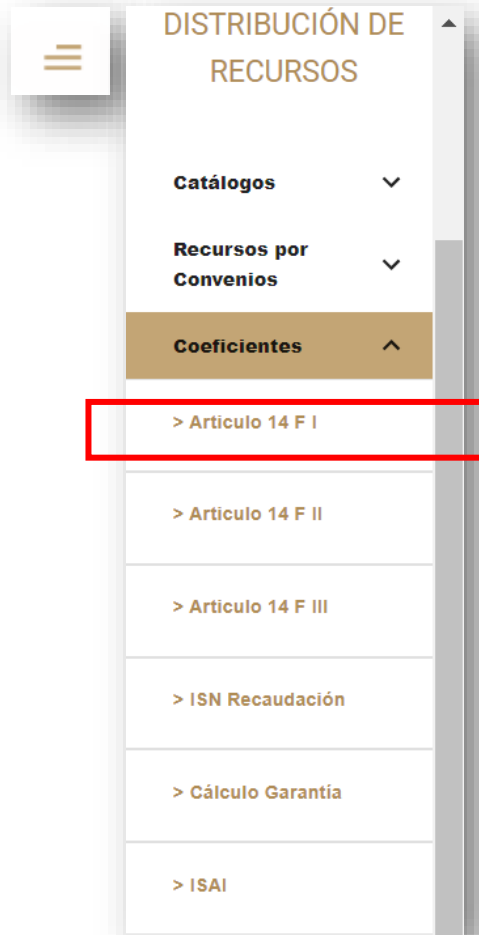 DISTRIBUCIÓN DE
RECURSOS
Catálogos
Recursos por
Convenios
Coeficientes
> Articulo 14 F I
> Articulo 14 F II
> Articulo 14 F III
> ISN Recaudación
> Cálculo Garantía
> ISAI